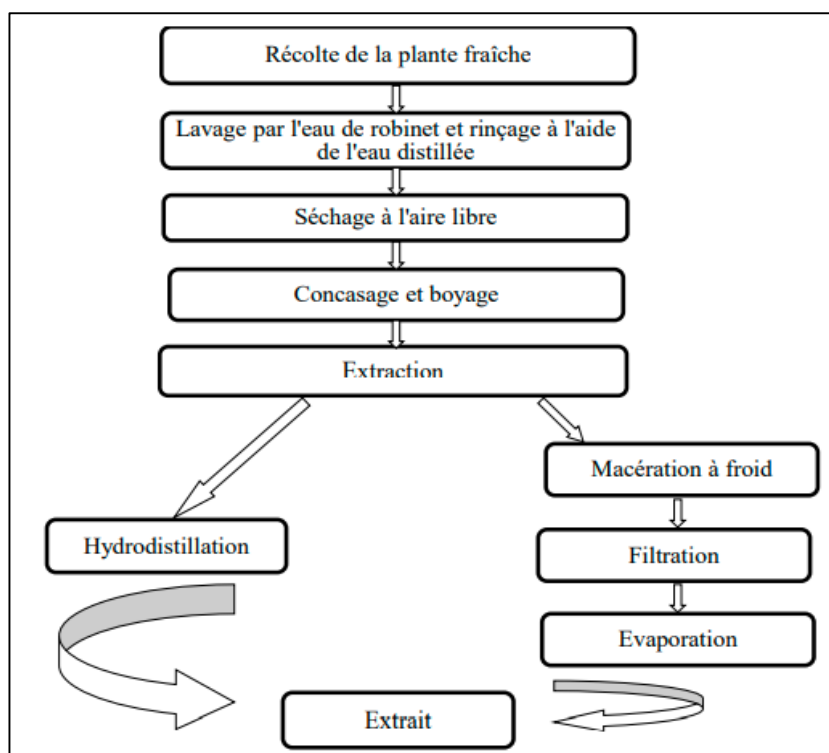 Récolte de la plante fraîche
Lavage par l'eau de robinet et rinçage à l'aide
de l'eau distillée
Séchage à l'aire libre
Concasage et boyage
Extraction
Macération à froid
Hydrodistillation
Filtration
Evaporation
Extrait